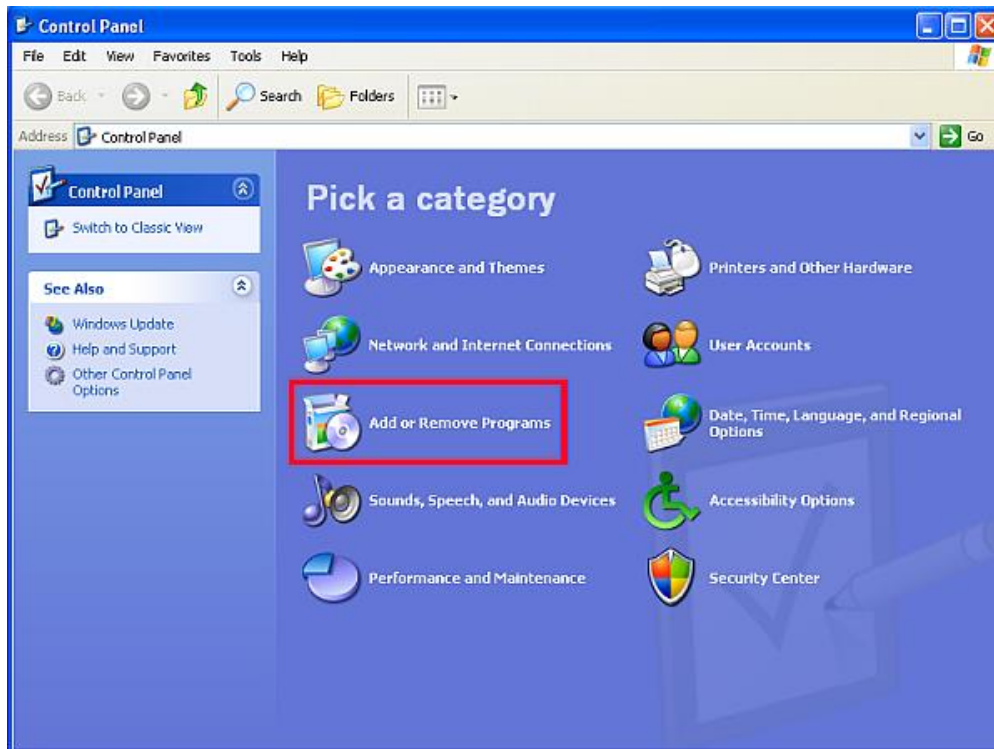 Control Panel
File Edit View Favorites Tools Help
Back Search Folders
Address Control Panel Go
Control Panel
Switch to Classic View
See Also
Windows Update
Help and Support
Other Control Panel
Options
Pick a category
Appearance and Themes
Printers and Other Hardware
Network and Internet Connections
User Accounts
Add or Remove Programs
Date, Time, Language, and Regional
Options
Sounds, Speech, and Audio Devices
Accessibility Options
Performance and Maintenance
Security Center